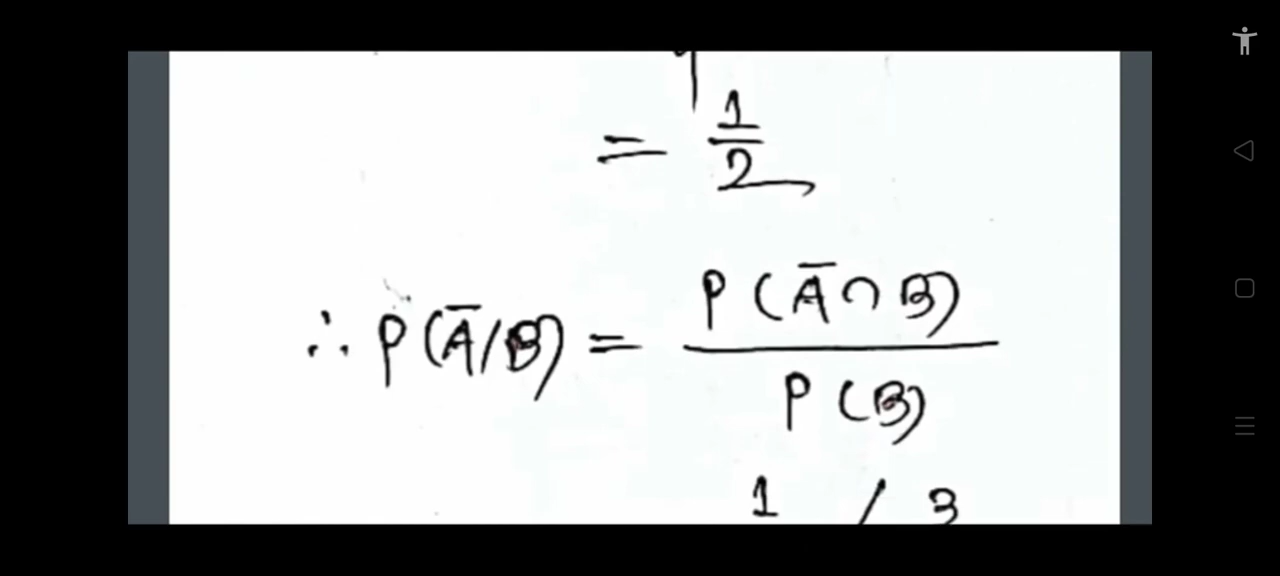 = 1/2
∴ P(Ā/B) = P(Ā∩B) / P(B)
1 / 3